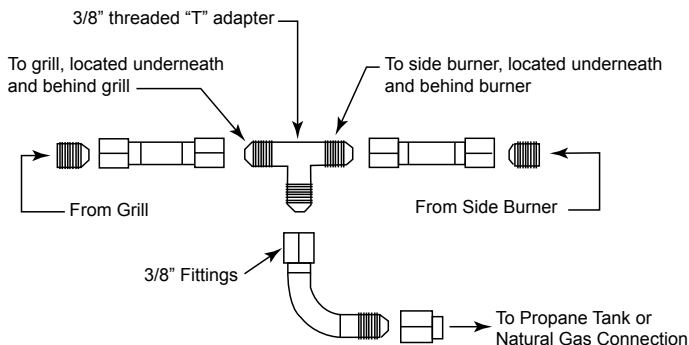 3/8” threaded “T” adapter
To grill, located underneath
and behind grill
To side burner, located underneath
and behind burner
From Grill
From Side Burner
3/8” Fittings
To Propane Tank or
Natural Gas Connection